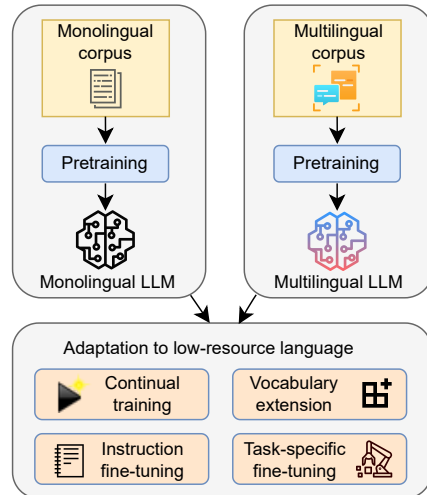 Monolingual
corpus
Pretraining
Monolingual LLM
Multilingual
corpus
Pretraining
Multilingual LLM
Adaptation to low-resource language
Continual
training
Vocabulary
extension
Instruction
fine-tuning
Task-specific
fine-tuning